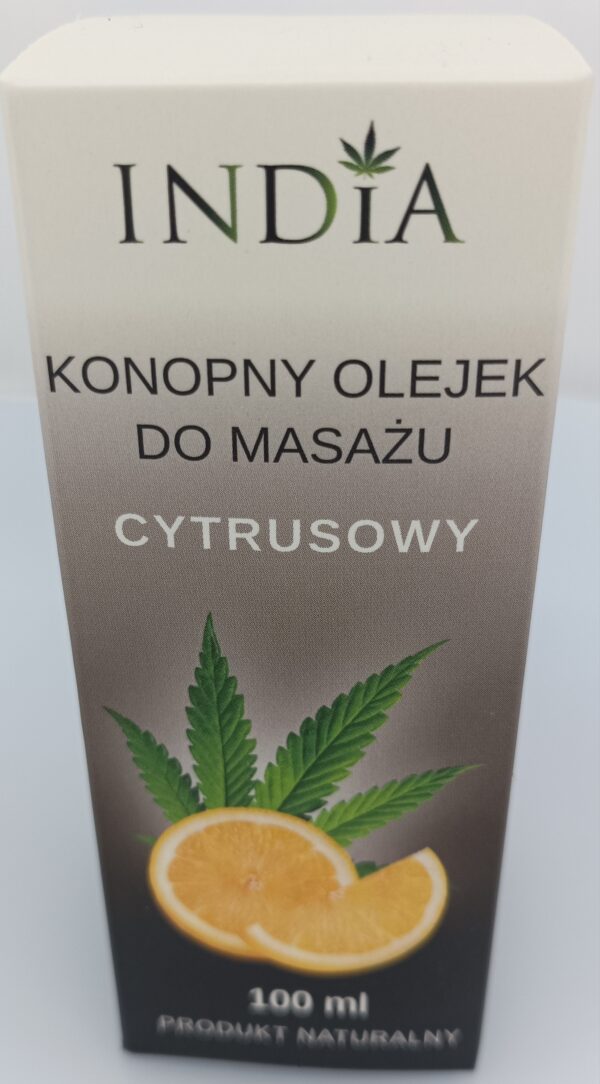 INDiA
KONOPNY OLEJEK
DO MASAŻU
CYTRUSOWY
100 ml
PRODUKT NATURALNY